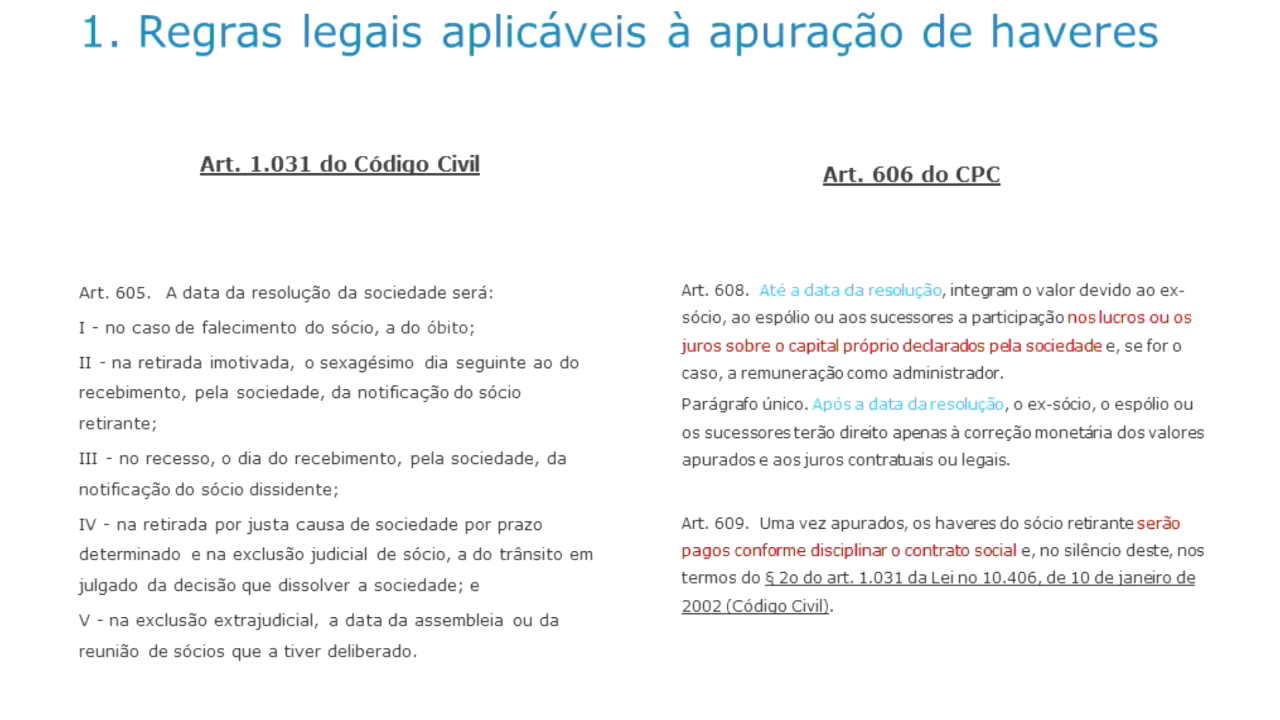 1. Regras legais aplicáveis à apuração de haveres
Art. 1.031 do Código Civil
Art. 605. A data da resolução da sociedade será:
I - no caso de falecimento do sócio, a do óbito;
II - na retirada imotivada, o sexagésimo dia seguinte ao do
recebimento, pela sociedade, da notificação do sócio
retirante;
III - no recesso, o dia do recebimento, pela sociedade, da
notificação do sócio dissidente;
IV - na retirada por justa causa de sociedade por prazo
determinado e na exclusão judicial de sócio, a do trânsito em
julgado da decisão que dissolver a sociedade; e
V - na exclusão extrajudicial, a data da assembleia ou da
reunião de sócios que a tiver deliberado.
Art. 606 do CPC
Art. 608. Até a data da resolução, integram o valor devido ao ex-
sócio, ao espólio ou aos sucessores a participação nos lucros ou os
juros sobre o capital próprio declarados pela sociedade e, se for o
caso, a remuneração como administrador.
Parágrafo único. Após a data da resolução, o ex-sócio, o espólio ou
os sucessores terão direito apenas à correção monetária dos valores
apurados e aos juros contratuais ou legais.
Art. 609. Uma vez apurados, os haveres do sócio retirante serão
pagos conforme disciplinar o contrato social e, no silêncio deste, nos
termos do § 2o do art. 1.031 da Lei no 10.406, de 10 de janeiro de
2002 (Código Civil).